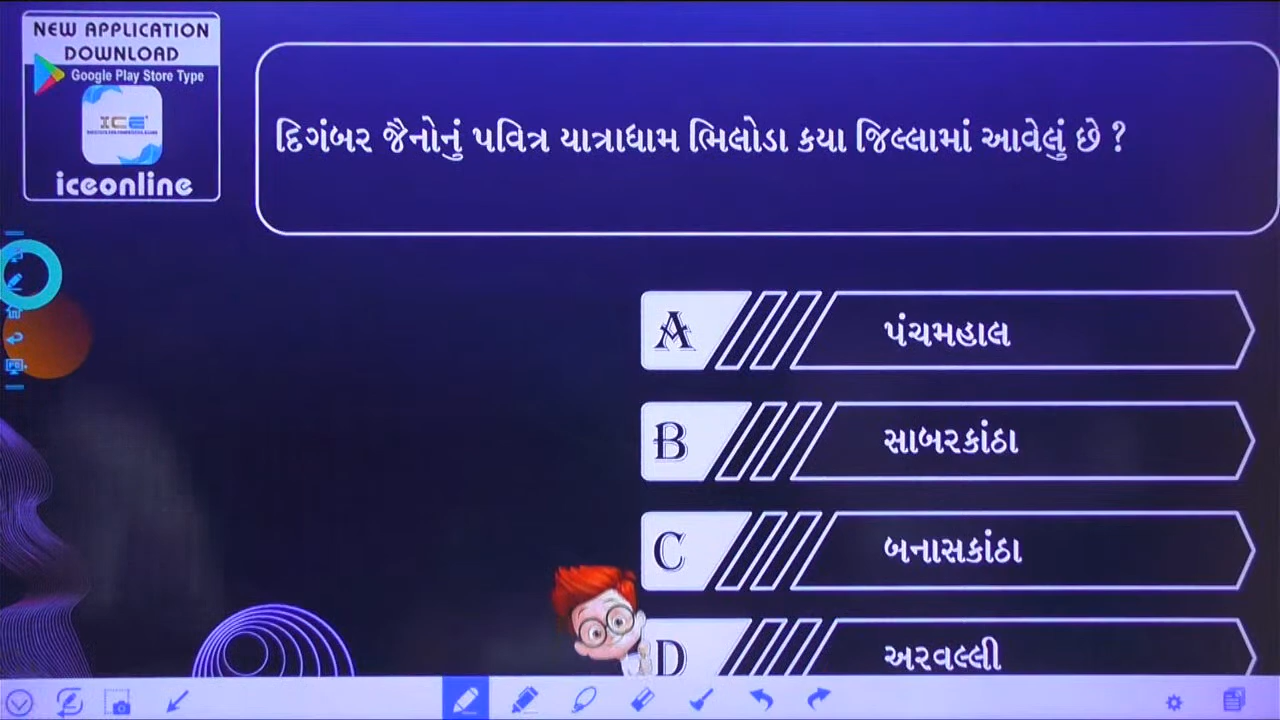 NEW APPLICATION
DOWNLOAD
Google Play Store Type
ICE
iceonline
દિગંબર જૈનોનું પવિત્ર યાત્રાધામ ભિલોડા કયા જિલ્લામાં આવેલું છે ?
A પંચમહાલ
B સાબરકાંઠા
C બનાસકાંઠા
D અરવલ્લી